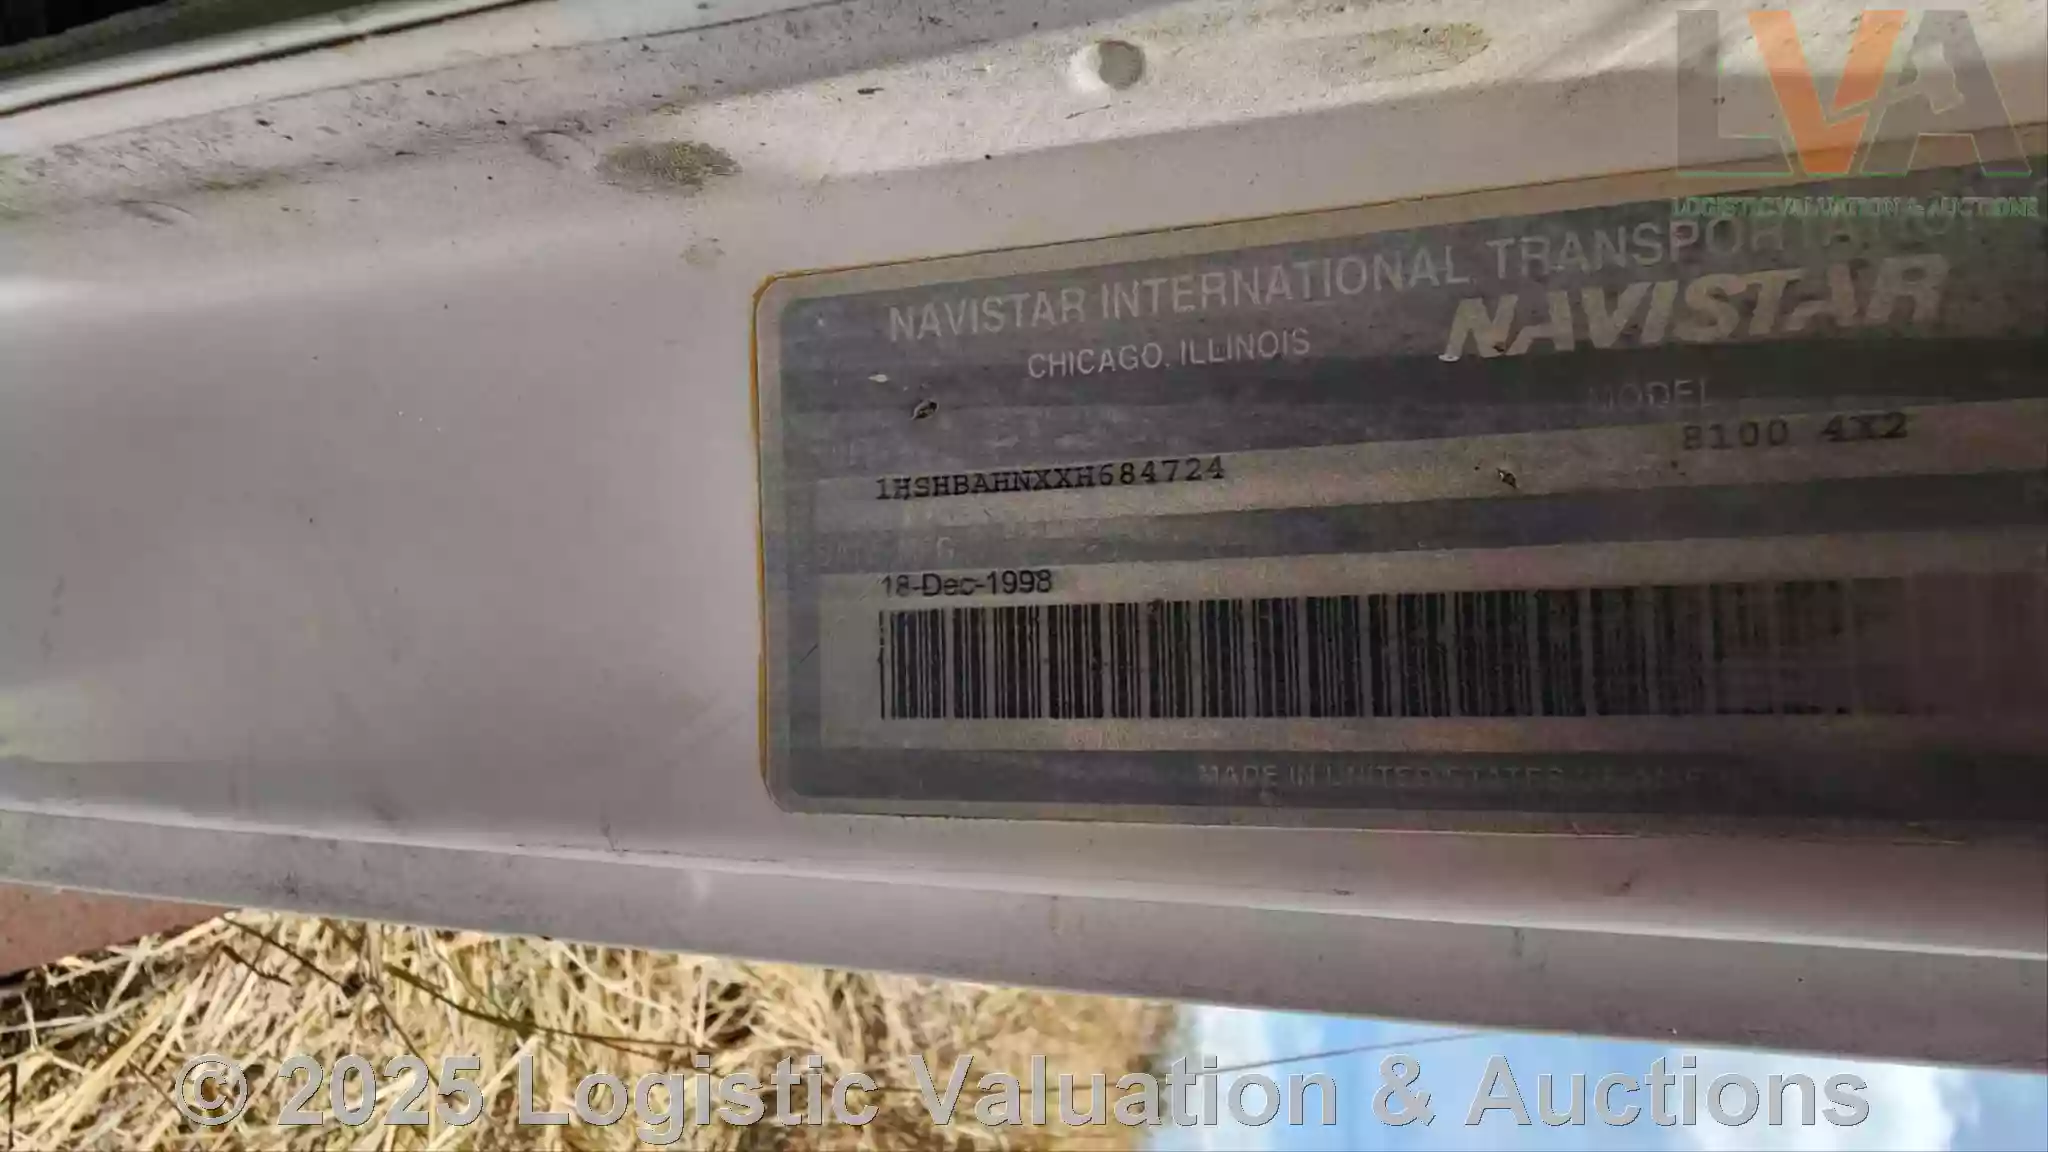 LVA
LOGISTIC VALUATION & AUCTIONS
NAVISTAR INTERNATIONAL TRANSPORTATION
CHICAGO, ILLINOIS
NAVISTAR
MODEL
8100 4X2
1HSHBAHNXXH684724
18-Dec-1998
MADE IN UNITED STATES
© 2025 Logistic Valuation & Auctions